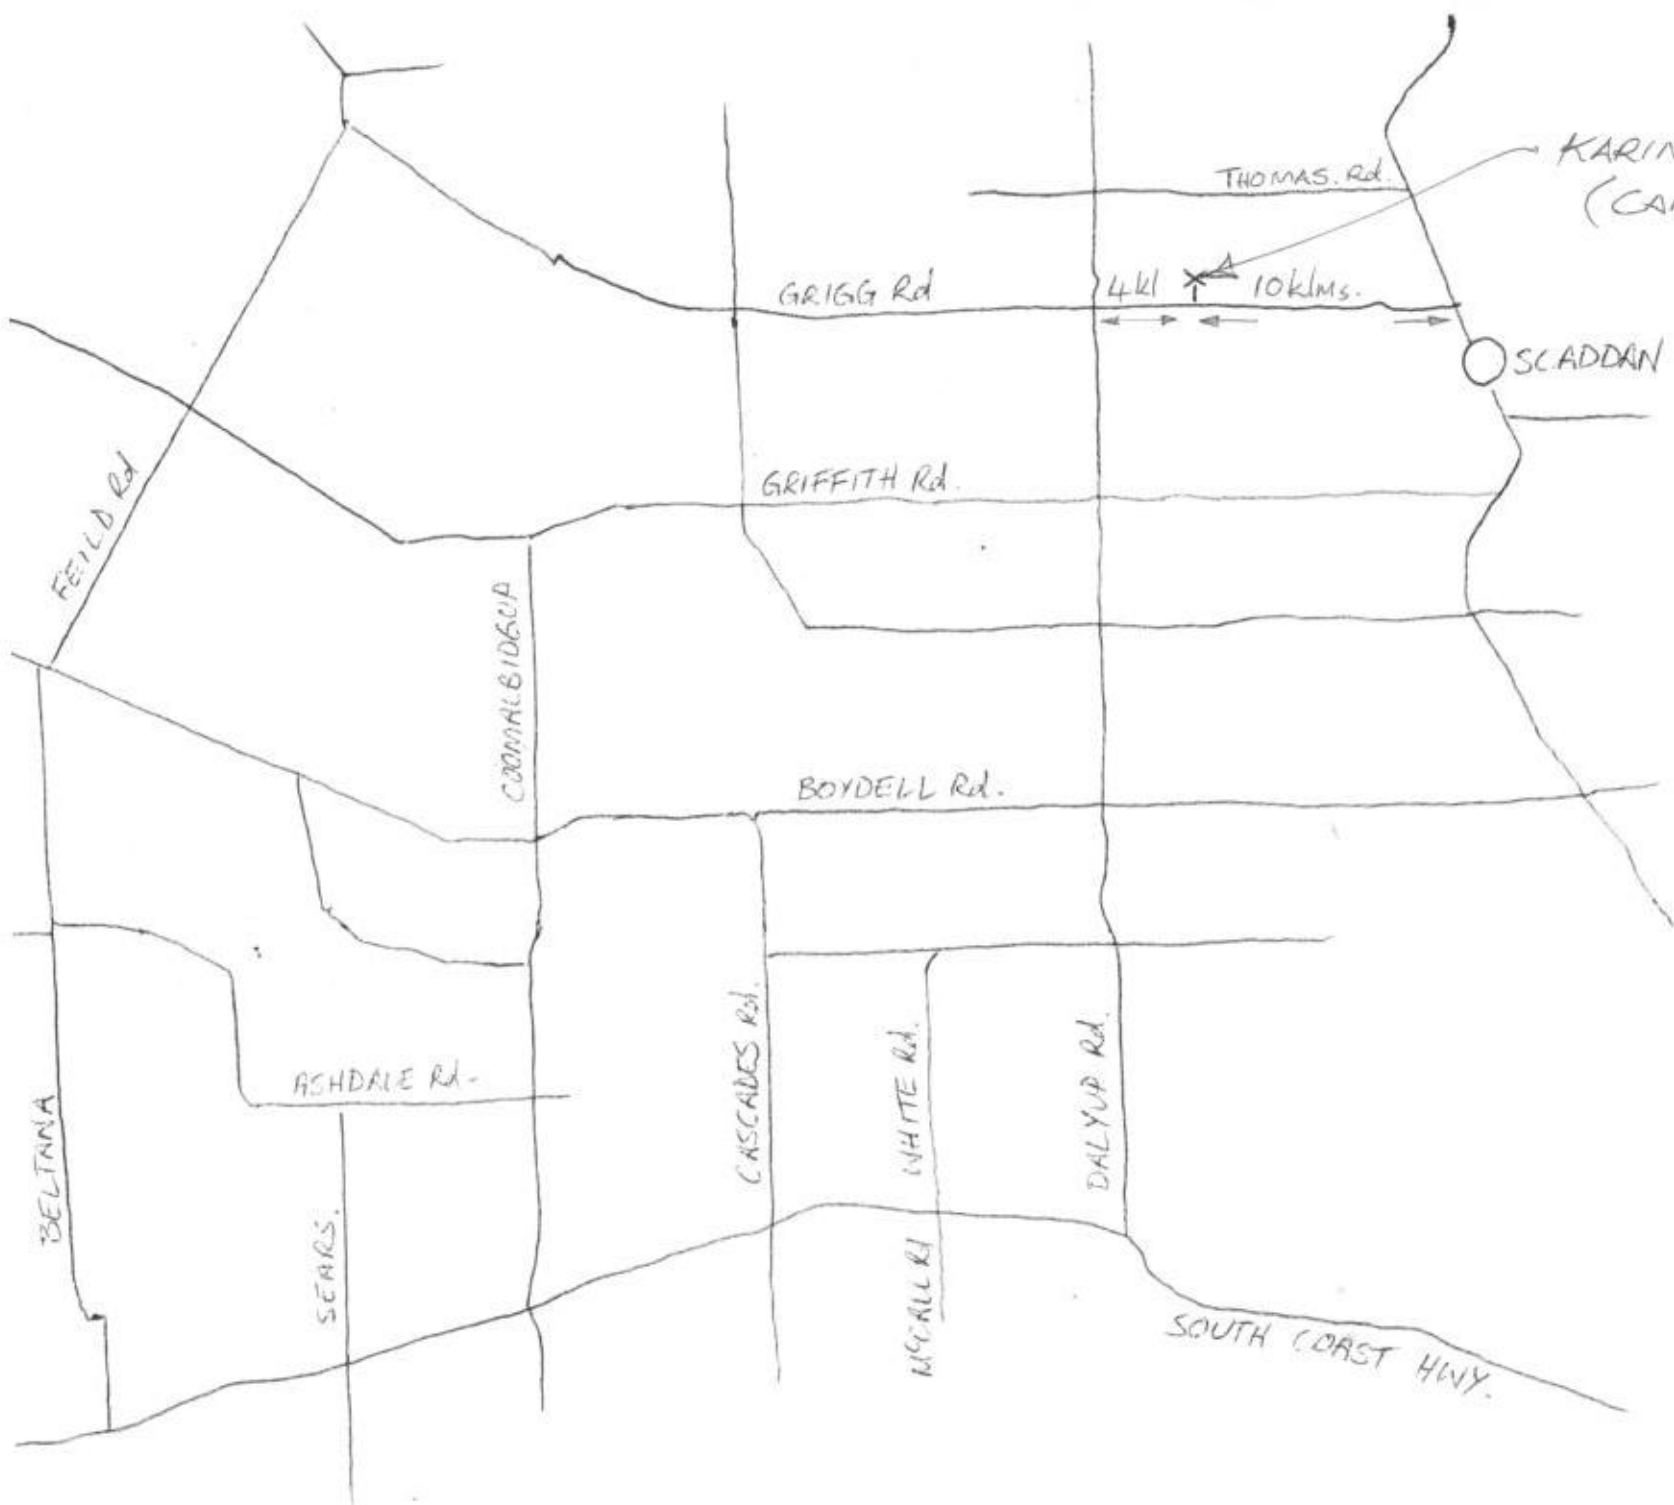 THOMAS. Rd.
KARIN
(CA
GRIGG Rd
4kl
10klms.
SCADDAN
FEILD Rd
GRIFFITH Rd.
COOMALBIDGUP
BOYDELL Rd.
ASHDALE Rd.
CASCADES Rd.
WHITE Rd.
DALYUP Rd.
BELTANA
SEARS.
McCALL Rd
SOUTH COAST HWY.